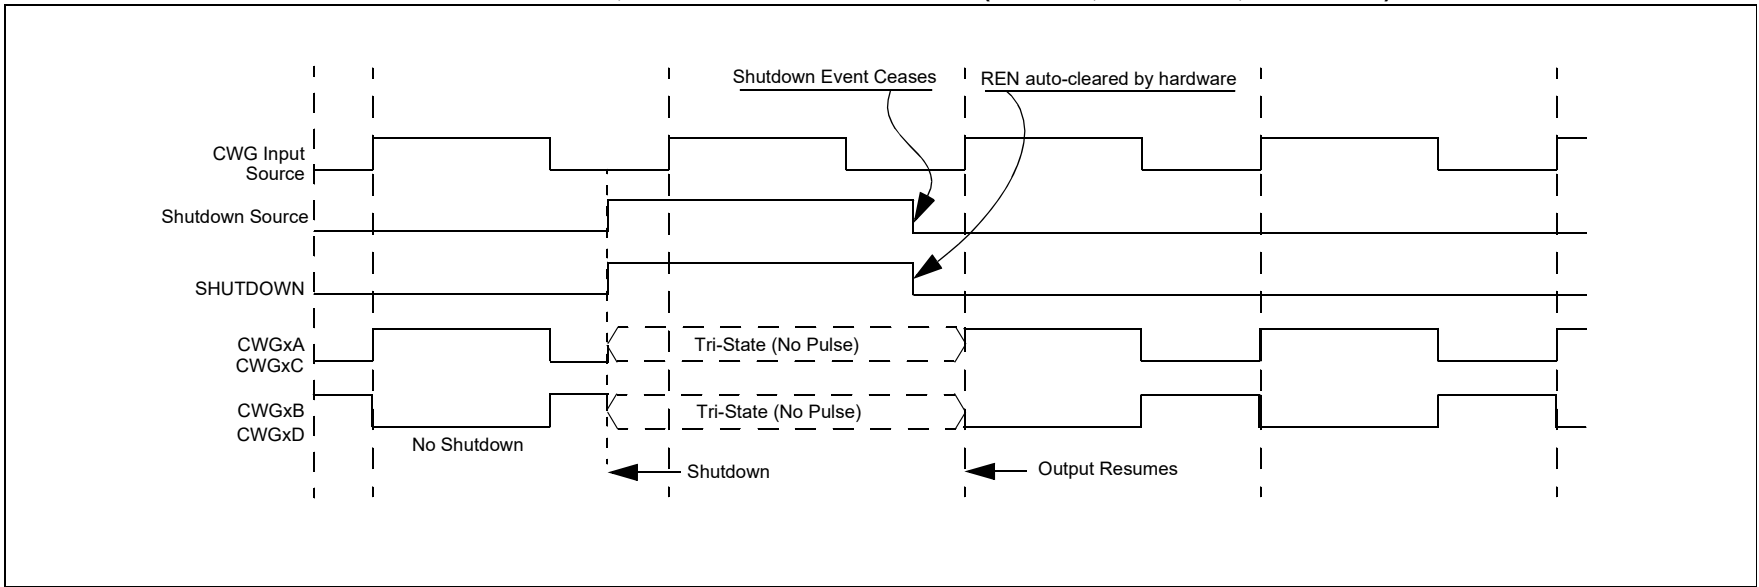 Shutdown Event Ceases
REN auto-cleared by hardware
CWG Input
Source
Shutdown Source
SHUTDOWN
CWGxA
CWGxC
Tri-State (No Pulse)
CWGxB
CWGxD
Tri-State (No Pulse)
No Shutdown
Shutdown
Output Resumes